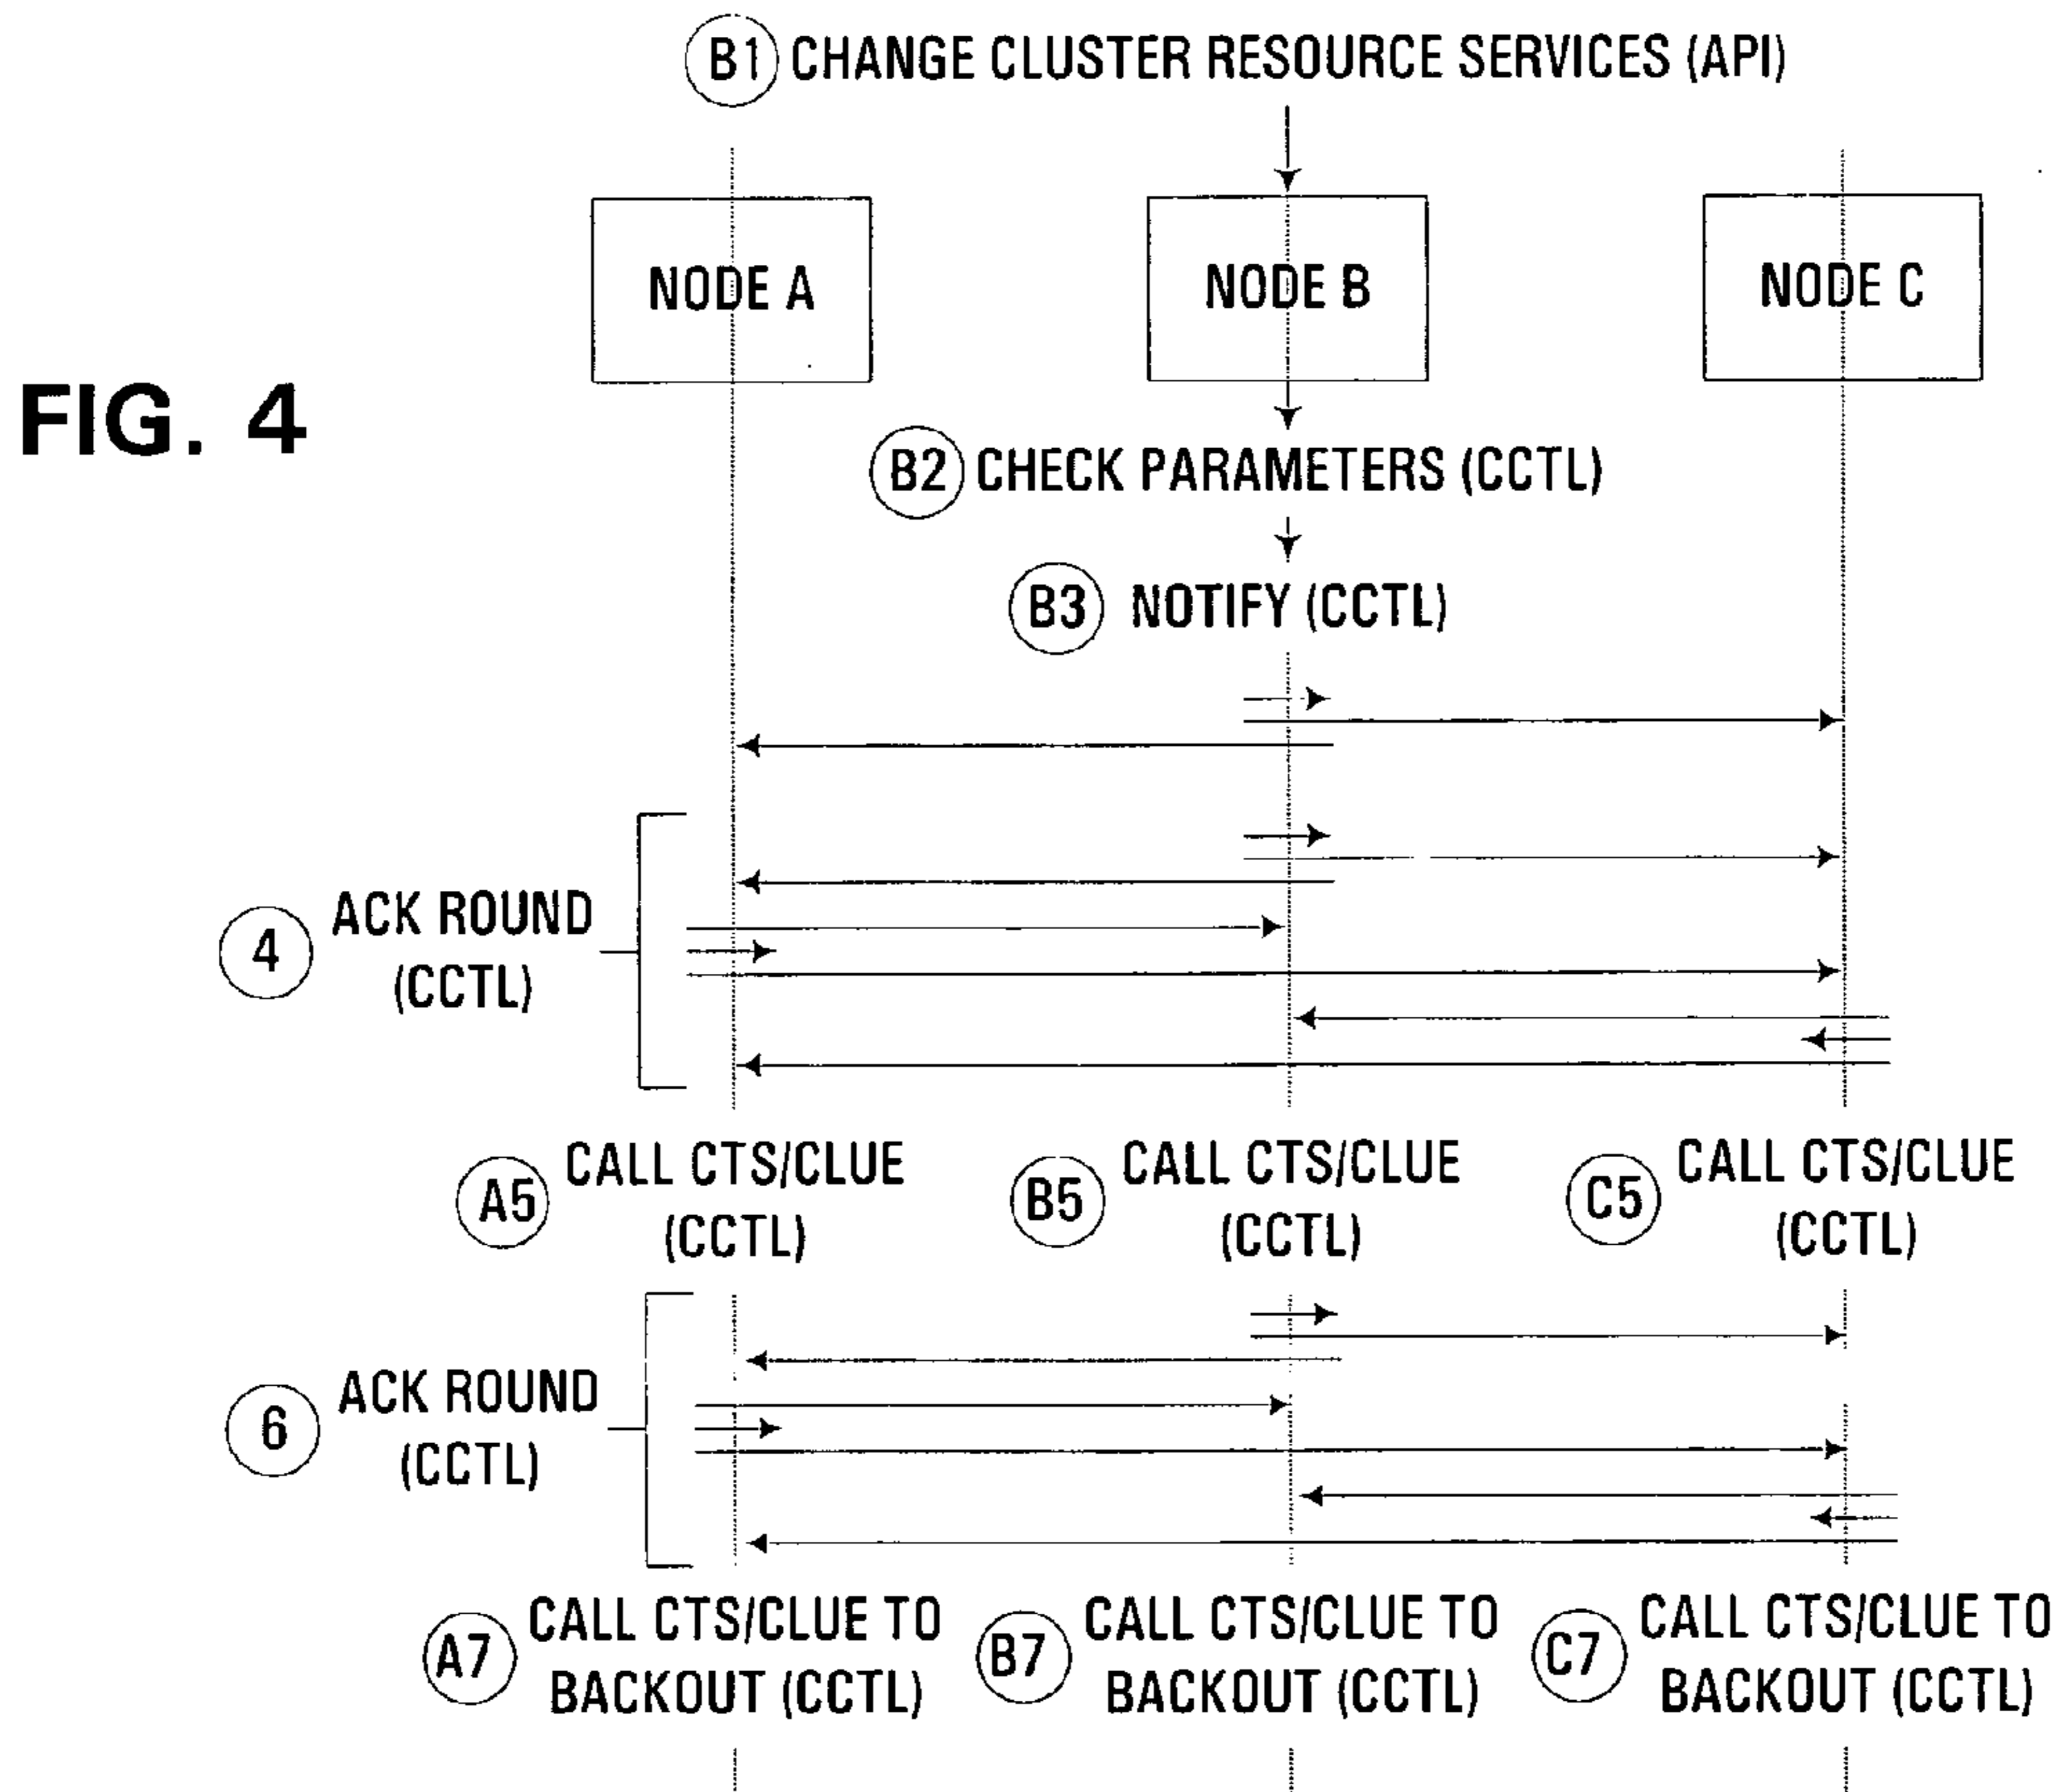 B1 CHANGE CLUSTER RESOURCE SERVICES (API)
NODE A
NODE B
NODE C
FIG. 4
B2 CHECK PARAMETERS (CCTL)
B3 NOTIFY (CCTL)
4 ACK ROUND
(CCTL)
A5 CALL CTS/CLUE
(CCTL)
B5 CALL CTS/CLUE
(CCTL)
C5 CALL CTS/CLUE
(CCTL)
6 ACK ROUND
(CCTL)
A7 CALL CTS/CLUE TO
BACKOUT (CCTL)
B7 CALL CTS/CLUE TO
BACKOUT (CCTL)
C7 CALL CTS/CLUE TO
BACKOUT (CCTL)